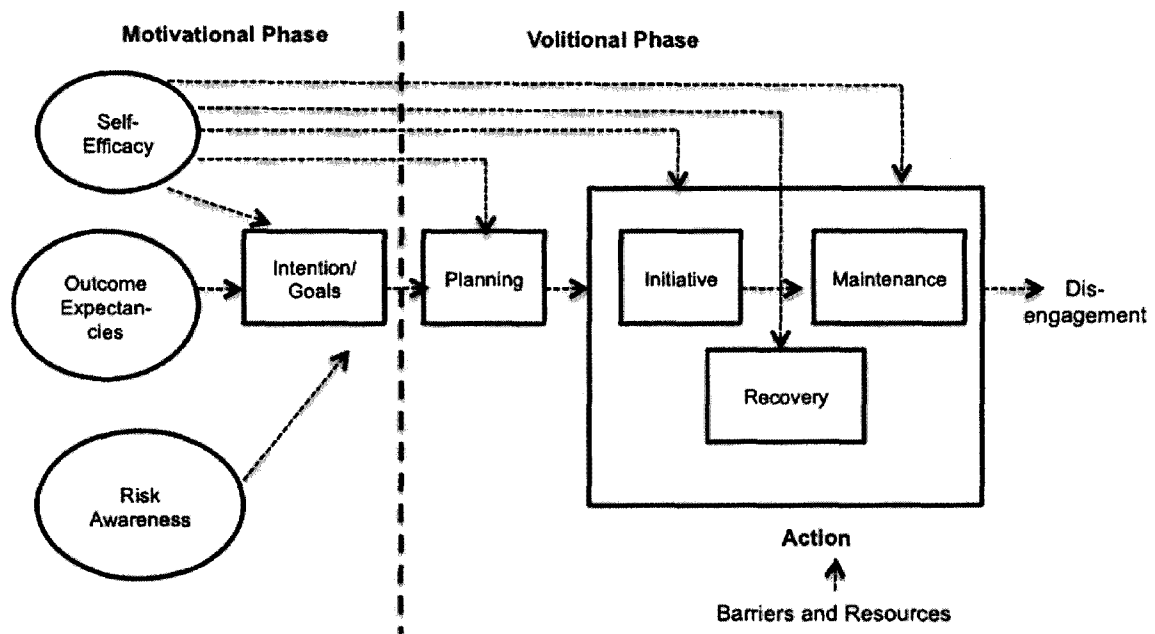 Motivational Phase
Volitional Phase
Self-
Efficacy
Outcome
Expectan-
cies
Intention/
Goals
Planning
Initiative
Maintenance
Dis-
engagement
Recovery
Risk
Awareness
Action
Barriers and Resources